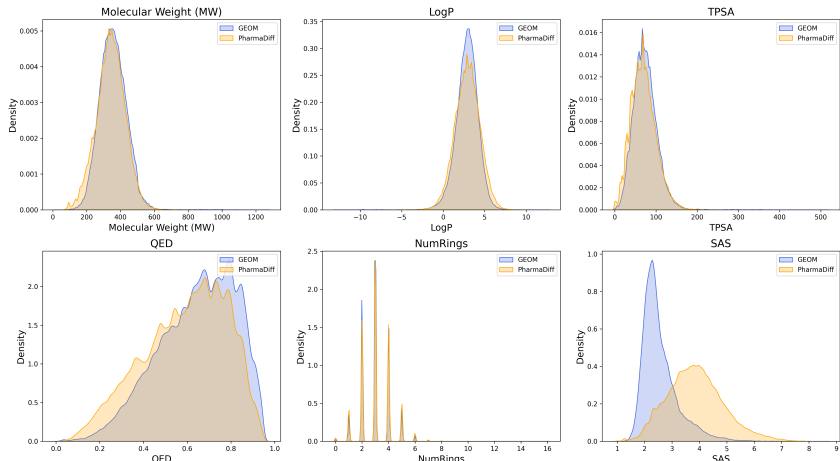 Molecular Weight (MW)
GEOM
PharmaDiff
Density
0.005
0.004
0.003
0.002
0.001
0.000
0 200 400 600 800 1000 1200
Molecular Weight (MW)
LogP
GEOM
PharmaDiff
Density
0.35
0.30
0.25
0.20
0.15
0.10
0.05
0.00
−10 −5 0 5 10
LogP
TPSA
GEOM
PharmaDiff
Density
0.016
0.014
0.012
0.010
0.008
0.006
0.004
0.002
0.000
0 100 200 300 400 500
TPSA
QED
GEOM
PharmaDiff
Density
2.0
1.5
1.0
0.5
0.0
0.0 0.2 0.4 0.6 0.8 1.0
QED
NumRings
GEOM
PharmaDiff
Density
2.5
2.0
1.5
1.0
0.5
0.0
0 2 4 6 8 10 12 14 16
NumRings
SAS
GEOM
PharmaDiff
Density
1.0
0.8
0.6
0.4
0.2
0.0
1 2 3 4 5 6 7 8 9
SAS